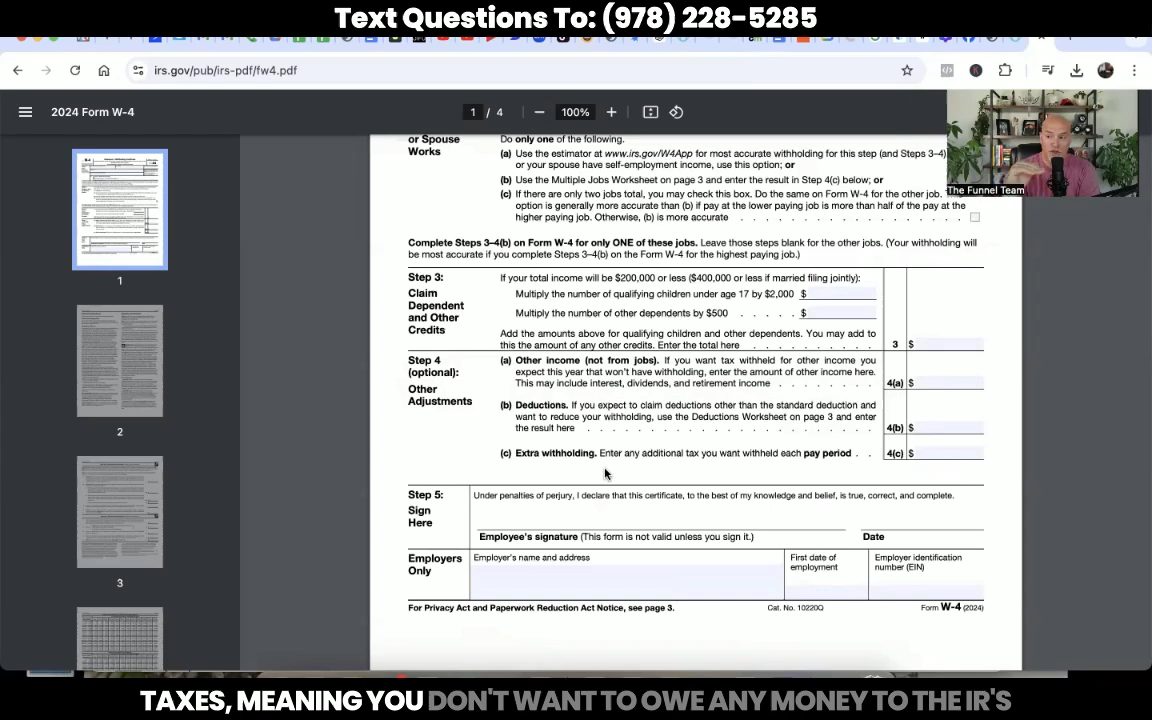 Text Questions To: (978) 228-5285
irs.gov/pub/irs-pdf/fw4.pdf
2024 Form W-4
1 / 4
100%
The Funnel Team
1
2
3
or Spouse
Works
Do only one of the following.
(a) Use the estimator at www.irs.gov/W4App for most accurate withholding for this step (and Steps 3–4)
or your spouse have self-employment income, use this option; or
(b) Use the Multiple Jobs Worksheet on page 3 and enter the result in Step 4(c) below; or
(c) If there are only two jobs total, you may check this box. Do the same on Form W-4 for the other job.
option is generally more accurate than (b) if pay at the lower paying job is more than half of the pay at the
higher paying job. Otherwise, (b) is more accurate . . . . . . . . . . . . . . . . . .
Complete Steps 3–4(b) on Form W-4 for only ONE of these jobs. Leave those steps blank for the other jobs. (Your withholding will
be most accurate if you complete Steps 3–4(b) on the Form W-4 for the highest paying job.)
Step 3:
Claim
Dependent
and Other
Credits
If your total income will be $200,000 or less ($400,000 or less if married filing jointly):
Multiply the number of qualifying children under age 17 by $2,000 $
Multiply the number of other dependents by $500 . . . . . $
Add the amounts above for qualifying children and other dependents. You may add to
this the amount of any other credits. Enter the total here . . . . . . . . . . 3 $
Step 4
(optional):
Other
Adjustments
(a) Other income (not from jobs). If you want tax withheld for other income you
expect this year that won't have withholding, enter the amount of other income here.
This may include interest, dividends, and retirement income . . . . . . . . 4(a) $
(b) Deductions. If you expect to claim deductions other than the standard deduction and
want to reduce your withholding, use the Deductions Worksheet on page 3 and enter
the result here . . . . . . . . . . . . . . . . . . . . . . . 4(b) $
(c) Extra withholding. Enter any additional tax you want withheld each pay period . . 4(c) $
Step 5:
Sign
Here
Under penalties of perjury, I declare that this certificate, to the best of my knowledge and belief, is true, correct, and complete.
Employee's signature (This form is not valid unless you sign it.)
Date
Employers
Only
Employer's name and address
First date of
employment
Employer identification
number (EIN)
For Privacy Act and Paperwork Reduction Act Notice, see page 3.
Cat. No. 10220Q
Form W-4 (2024)
TAXES, MEANING YOU DON'T WANT TO OWE ANY MONEY TO THE IR'S